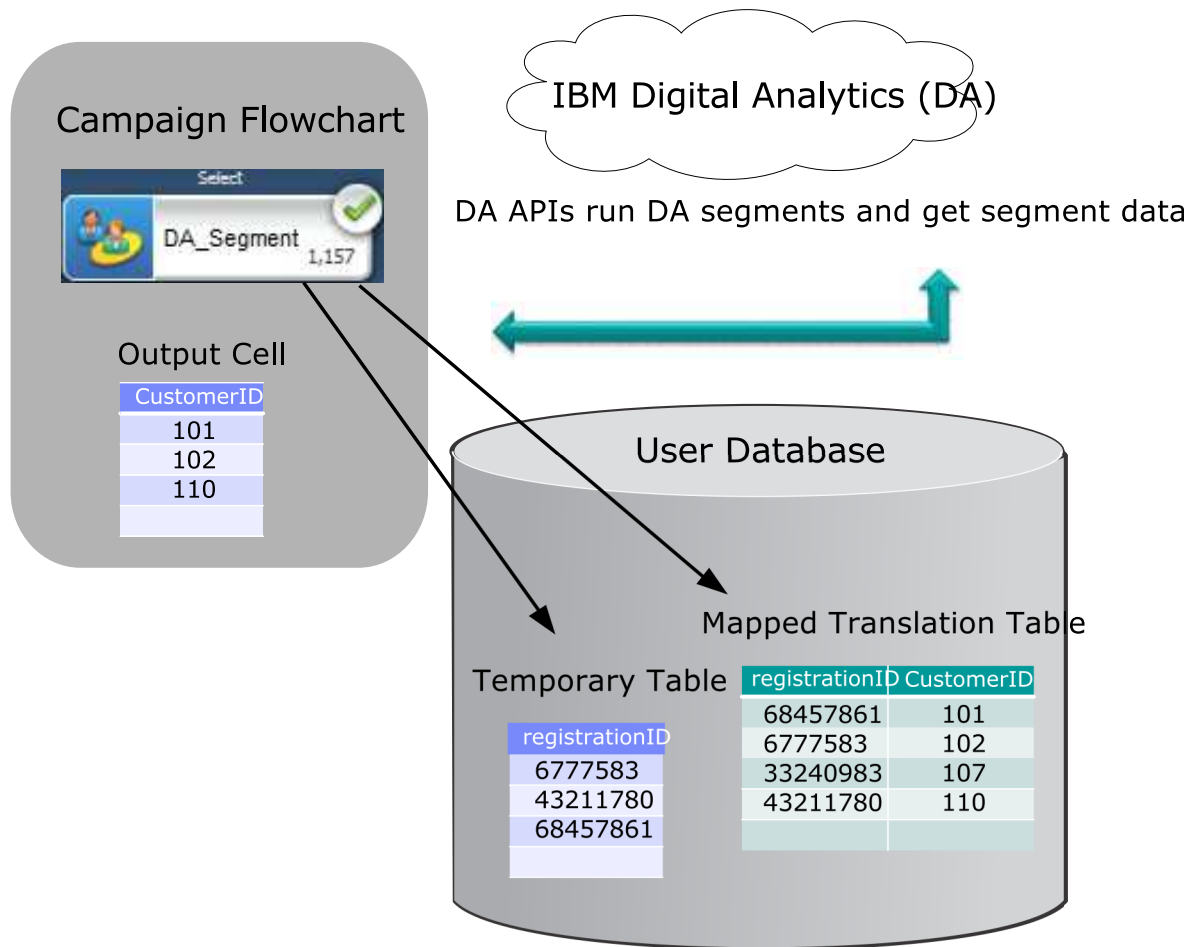 Campaign Flowchart
Select
DA_Segment
1,157
Output Cell
CustomerID
101
102
110
IBM Digital Analytics (DA)
DA APIs run DA segments and get segment data
User Database
Mapped Translation Table
registrationID CustomerID
68457861 101
6777583 102
33240983 107
43211780 110
Temporary Table
registrationID
6777583
43211780
68457861